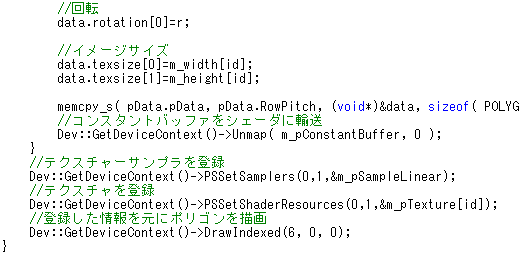 //回転
data.rotation[0]=r;
//イメージサイズ
data.texsize[0]=m_width[id];
data.texsize[1]=m_height[id];
memcpy_s( pData.pData, pData.RowPitch, (void*)&data, sizeof( POLYG
//コンスタントバッファをシェーダに輸送
Dev::GetDeviceContext()->Unmap( m_pConstantBuffer, 0 );
}
//テクスチャーサンプラを登録
Dev::GetDeviceContext()->PSSetSamplers(0,1,&m_pSampleLinear);
//テクスチャを登録
Dev::GetDeviceContext()->PSSetShaderResources(0,1,&m_pTexture[id]);
//登録した情報を元にポリゴンを描画
Dev::GetDeviceContext()->DrawIndexed(6, 0, 0);
}